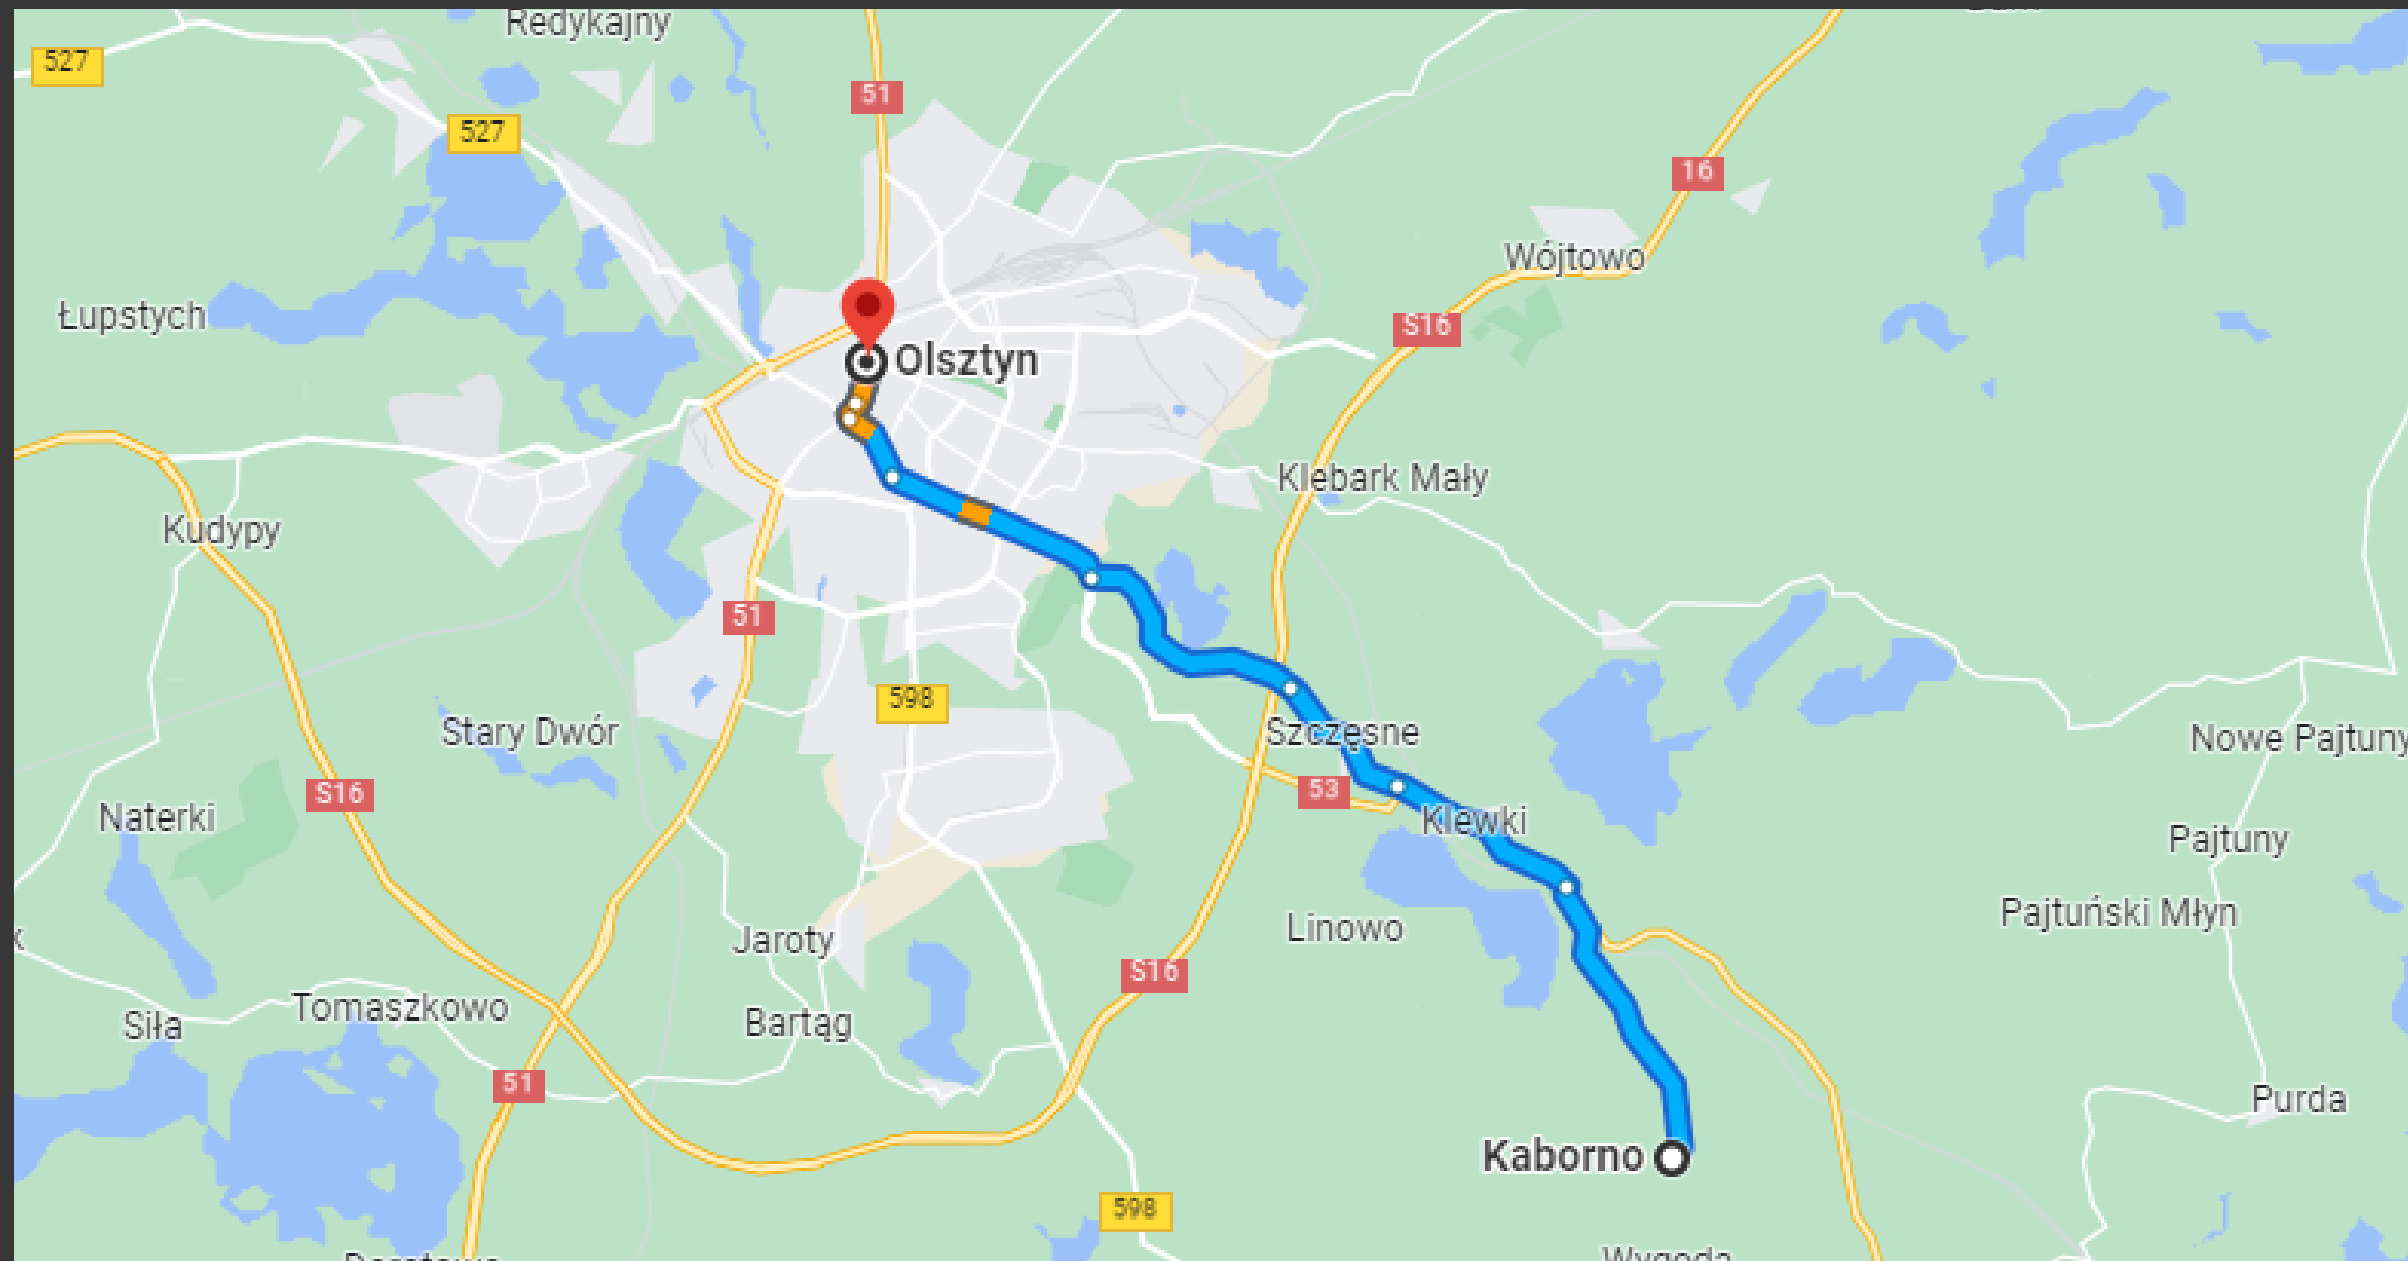 Redykajny
527
51
527
16
Wójtowo
Łupstych
S16
Olsztyn
Klebark Mały
Kudypy
51
598
Stary Dwór
Szczęsne
Nowe Pajtuny
S16
53
Naterki
Klewki
Pajtuny
Pajtuński Młyn
Linowo
Jaroty
S16
Tomaszkowo
Siła
Bartąg
51
Purda
Kaborno
598